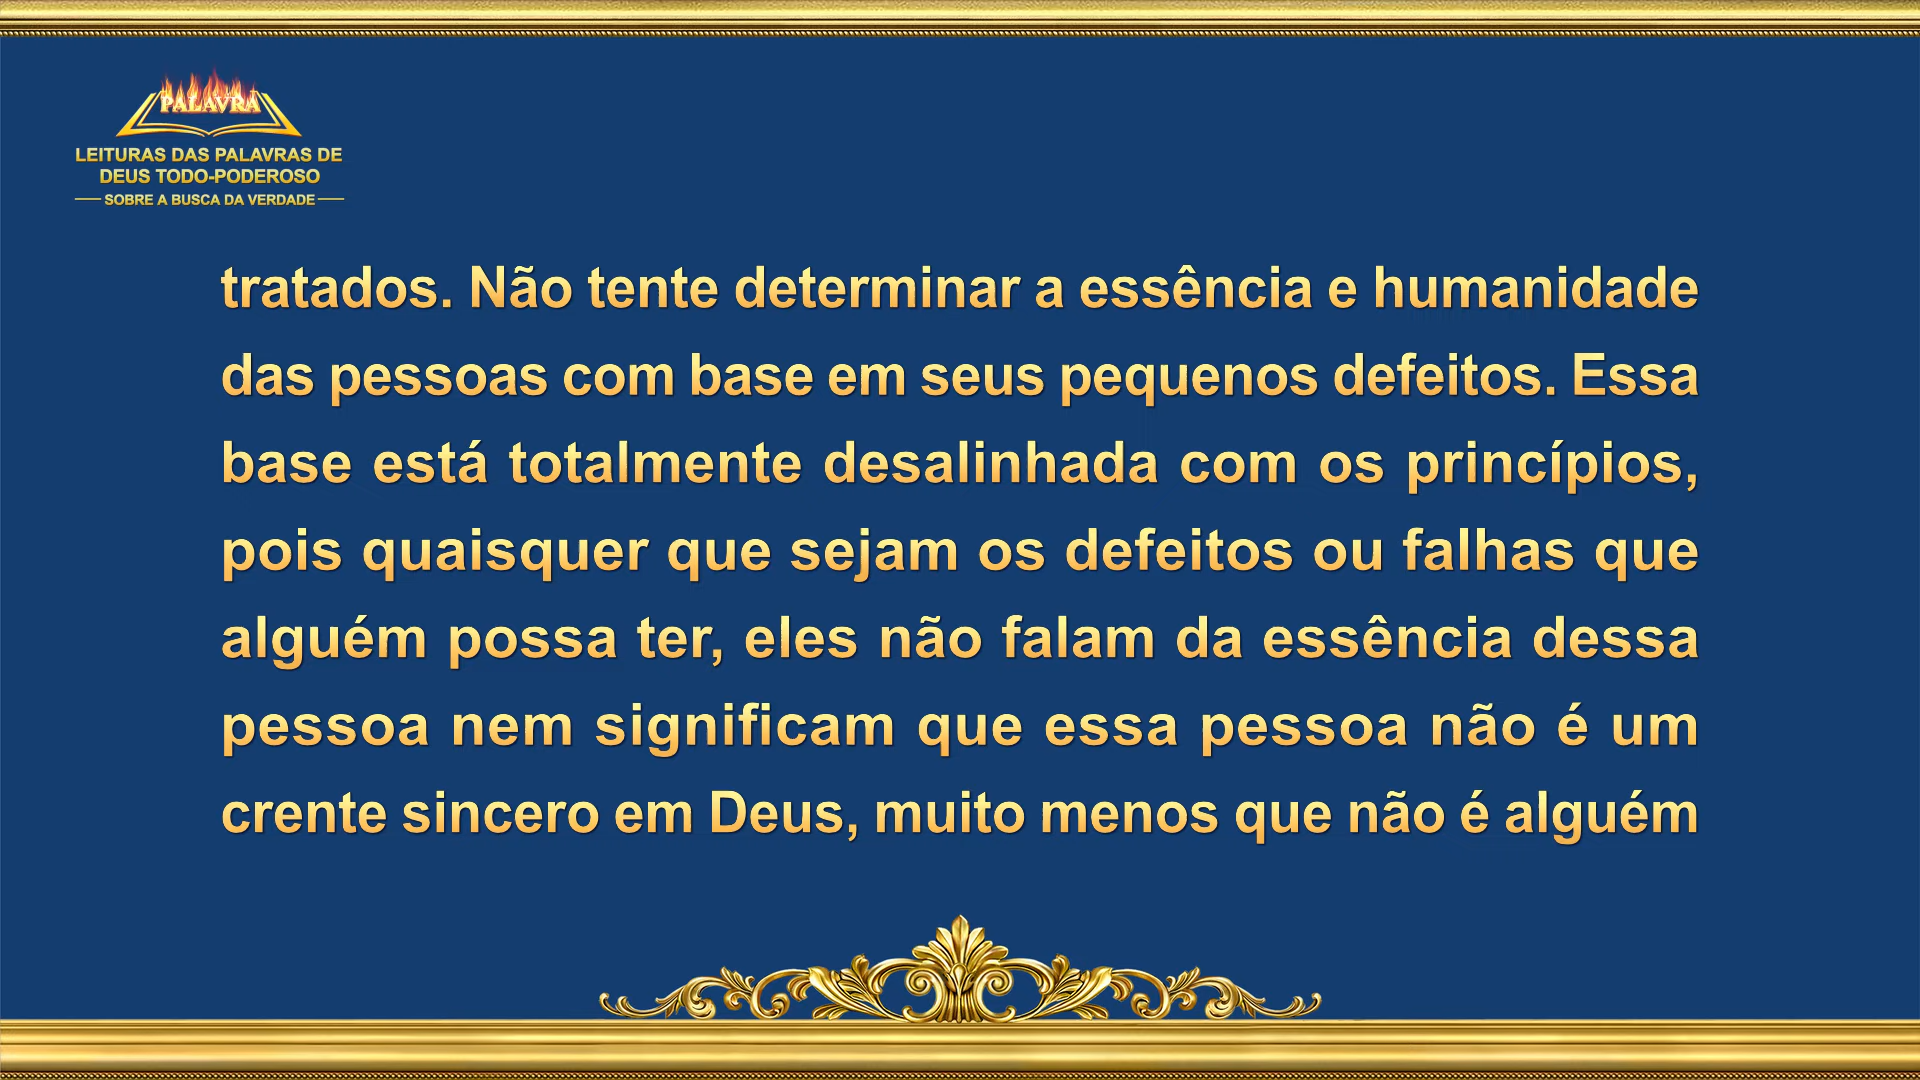 PALAVRA
LEITURAS DAS PALAVRAS DE
DEUS TODO-PODEROSO
SOBRE A BUSCA DA VERDADE
tratados. Não tente determinar a essência e humanidade
das pessoas com base em seus pequenos defeitos. Essa
base está totalmente desalinhada com os princípios,
pois quaisquer que sejam os defeitos ou falhas que
alguém possa ter, eles não falam da essência dessa
pessoa nem significam que essa pessoa não é um
crente sincero em Deus, muito menos que não é alguém